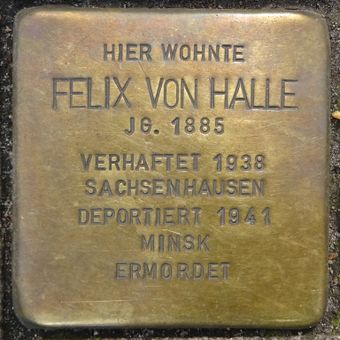 HIER WOHNTE
FELIX VON HALLE
JG. 1885
VERHAFTET 1938
SACHSENHAUSEN
DEPORTIERT 1941
MINSK
ERMORDET